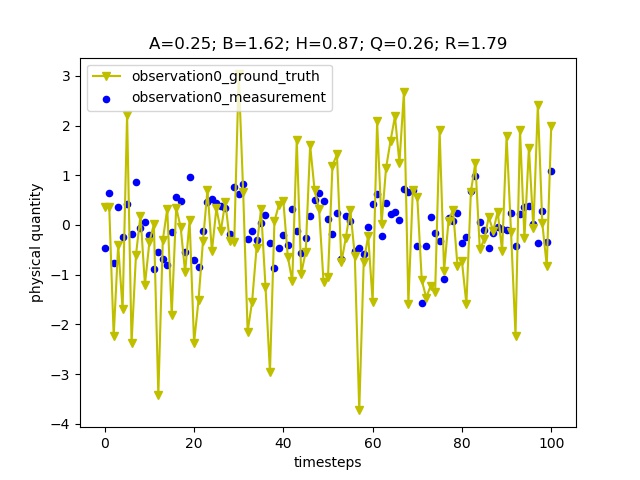 A=0.25; B=1.62; H=0.87; Q=0.26; R=1.79
observation0_ground_truth
observation0_measurement
physical quantity
3
2
1
0
−1
−2
−3
−4
0 20 40 60 80 100
timesteps